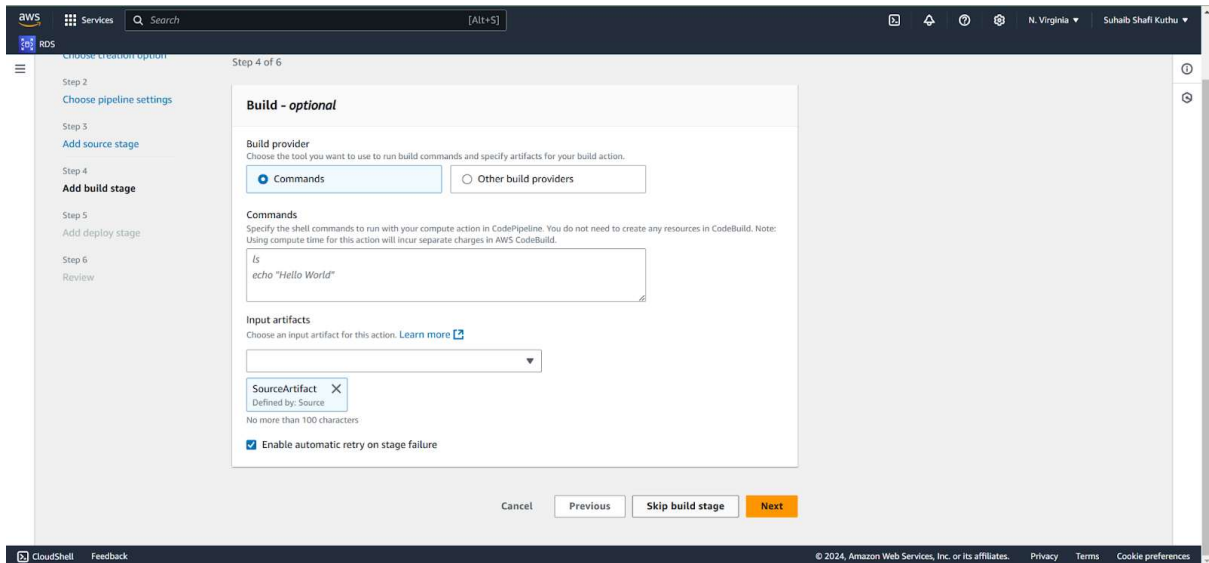 aws
Services
Search
[Alt+S]
N. Virginia
Suhaib Shafi Kuthu
RDS
Choose creation option
Step 2
Choose pipeline settings
Step 3
Add source stage
Step 4
Add build stage
Step 5
Add deploy stage
Step 6
Review
Step 4 of 6
Build - optional
Build provider
Choose the tool you want to use to run build commands and specify artifacts for your build action.
Commands
Other build providers
Commands
Specify the shell commands to run with your compute action in CodePipeline. You do not need to create any resources in CodeBuild. Note:
Using compute time for this action will incur separate charges in AWS CodeBuild.
ls
echo "Hello World"
Input artifacts
Choose an input artifact for this action. Learn more
SourceArtifact
Defined by: Source
No more than 100 characters
Enable automatic retry on stage failure
Cancel
Previous
Skip build stage
Next
CloudShell
Feedback
© 2024, Amazon Web Services, Inc. or its affiliates.
Privacy
Terms
Cookie preferences